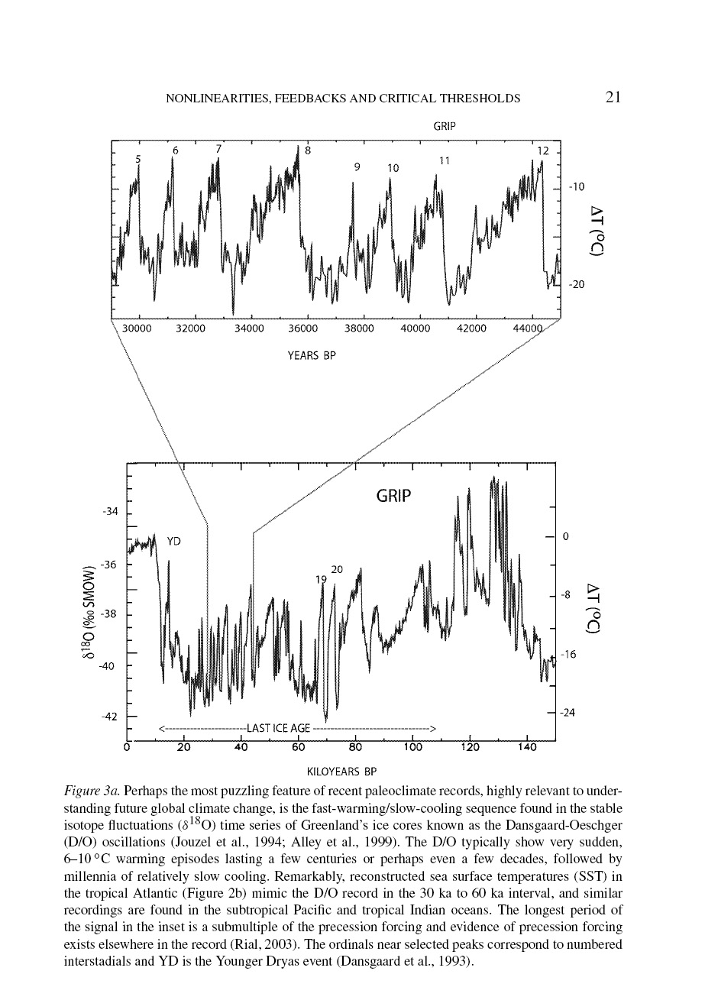 NONLINEARITIES, FEEDBACKS AND CRITICAL THRESHOLDS 21
GRIP
5 6 7 8 9 10 11 12
-10
ΔT (°C)
-20
30000 32000 34000 36000 38000 40000 42000 44000
YEARS BP
GRIP
-34
YD
0
-36
19 20
-8
ΔT (°C)
δ18O (‰ SMOW)
-38
-16
-40
-24
-42
<---LAST ICE AGE--->
0 20 40 60 80 100 120 140
KILOYEARS BP
Figure 3a. Perhaps the most puzzling feature of recent paleoclimate records, highly relevant to under-
standing future global climate change, is the fast-warming/slow-cooling sequence found in the stable
isotope fluctuations (δ18O) time series of Greenland's ice cores known as the Dansgaard-Oeschger
(D/O) oscillations (Jouzel et al., 1994; Alley et al., 1999). The D/O typically show very sudden,
6–10 °C warming episodes lasting a few centuries or perhaps even a few decades, followed by
millennia of relatively slow cooling. Remarkably, reconstructed sea surface temperatures (SST) in
the tropical Atlantic (Figure 2b) mimic the D/O record in the 30 ka to 60 ka interval, and similar
recordings are found in the subtropical Pacific and tropical Indian oceans. The longest period of
the signal in the inset is a submultiple of the precession forcing and evidence of precession forcing
exists elsewhere in the record (Rial, 2003). The ordinals near selected peaks correspond to numbered
interstadials and YD is the Younger Dryas event (Dansgaard et al., 1993).